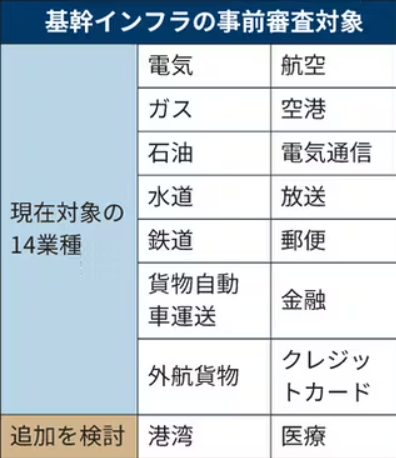 基幹インフラの事前審査対象
現在対象の
14業種
電気 航空
ガス 空港
石油 電気通信
水道 放送
鉄道 郵便
貨物自動
車運送
金融
外航貨物
クレジッ
トカード
追加を検討 港湾 医療